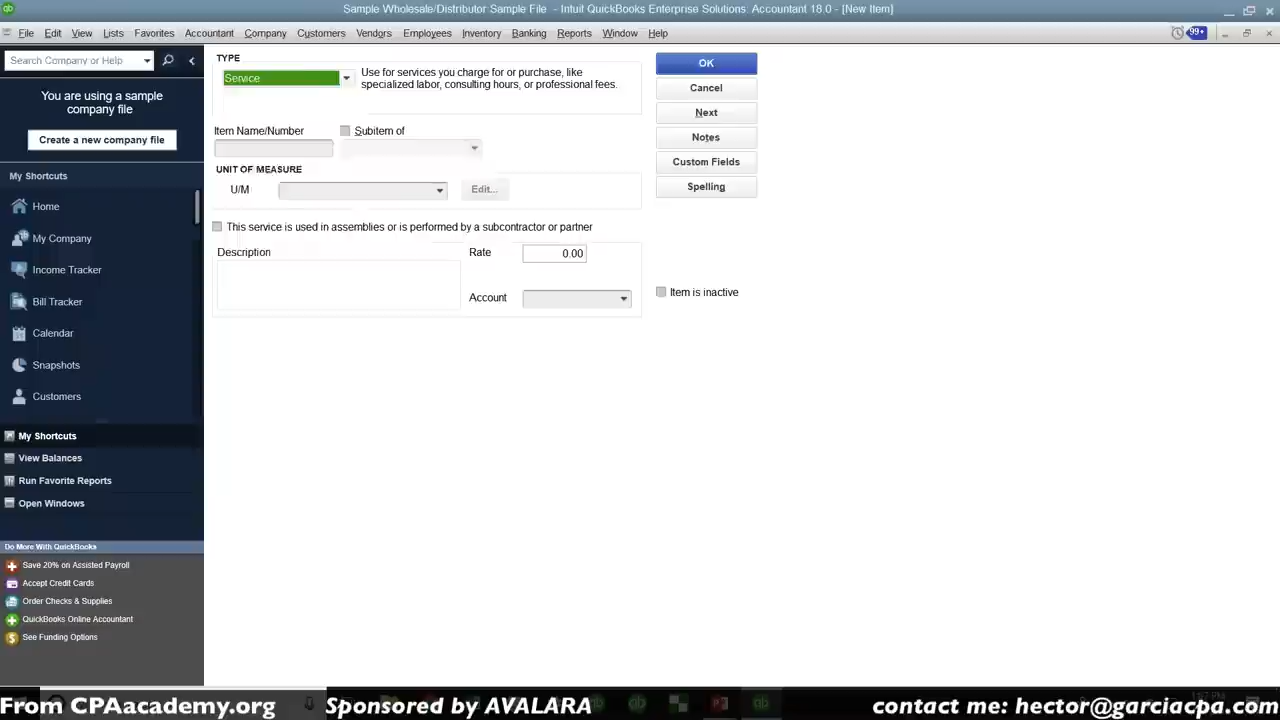 Sample Wholesale/Distributor Sample File - Intuit QuickBooks Enterprise Solutions: Accountant 18.0 - [New Item]
File Edit View Lists Favorites Accountant Company Customers Vendors Employees Inventory Banking Reports Window Help
99+
Search Company or Help
You are using a sample
company file
Create a new company file
My Shortcuts
Home
My Company
Income Tracker
Bill Tracker
Calendar
Snapshots
Customers
My Shortcuts
View Balances
Run Favorite Reports
Open Windows
Do More With QuickBooks
Save 20% on Assisted Payroll
Accept Credit Cards
Order Checks & Supplies
QuickBooks Online Accountant
See Funding Options
TYPE
Service
Use for services you charge for or purchase, like
specialized labor, consulting hours, or professional fees.
Item Name/Number
Subitem of
UNIT OF MEASURE
U/M
Edit...
This service is used in assemblies or is performed by a subcontractor or partner
Description
Rate
0.00
Account
OK
Cancel
Next
Notes
Custom Fields
Spelling
Item is inactive
From CPAacademy.org
Sponsored by AVALARA
contact me: hector@garciacpa.com